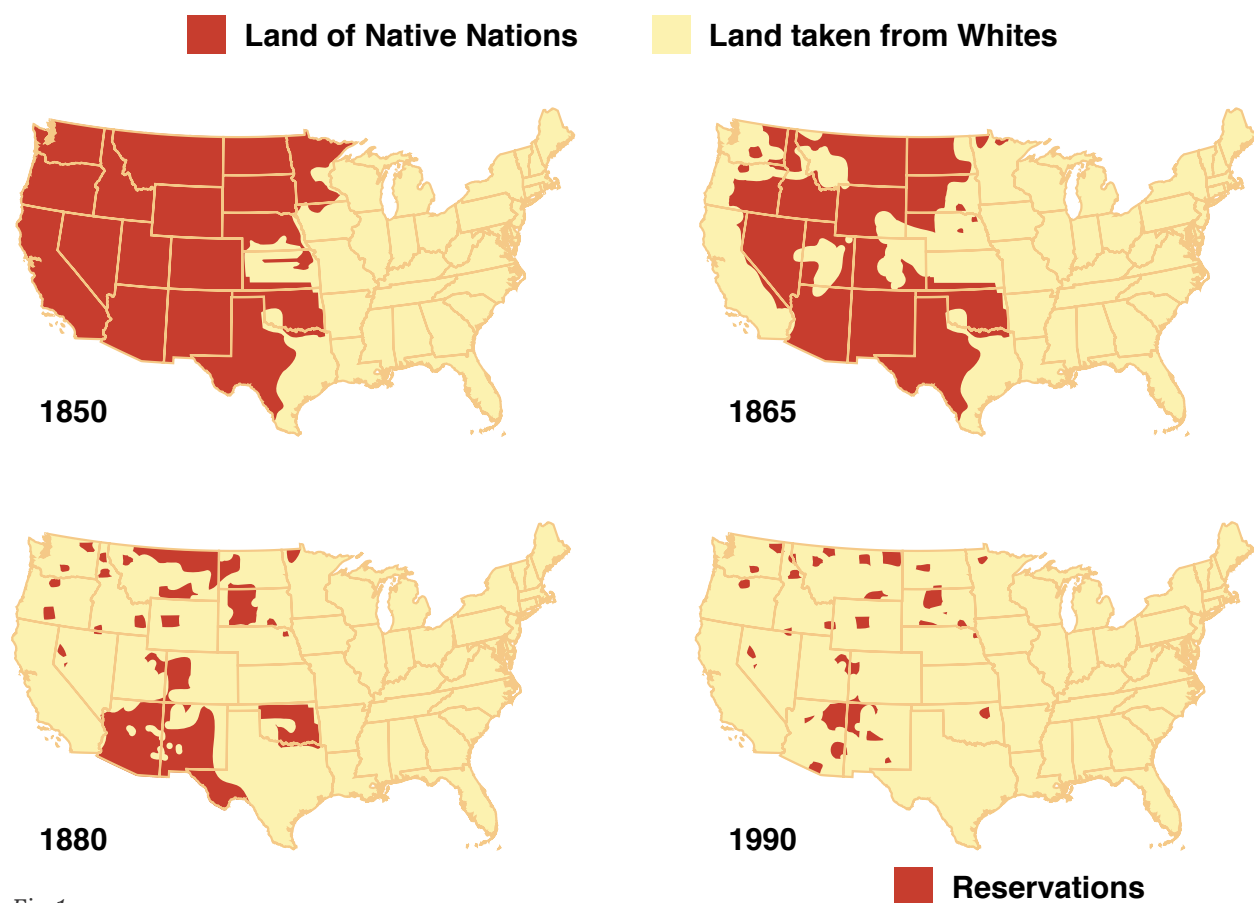 Land of Native Nations
Land taken from Whites
1850
1865
1880
1990
Reservations